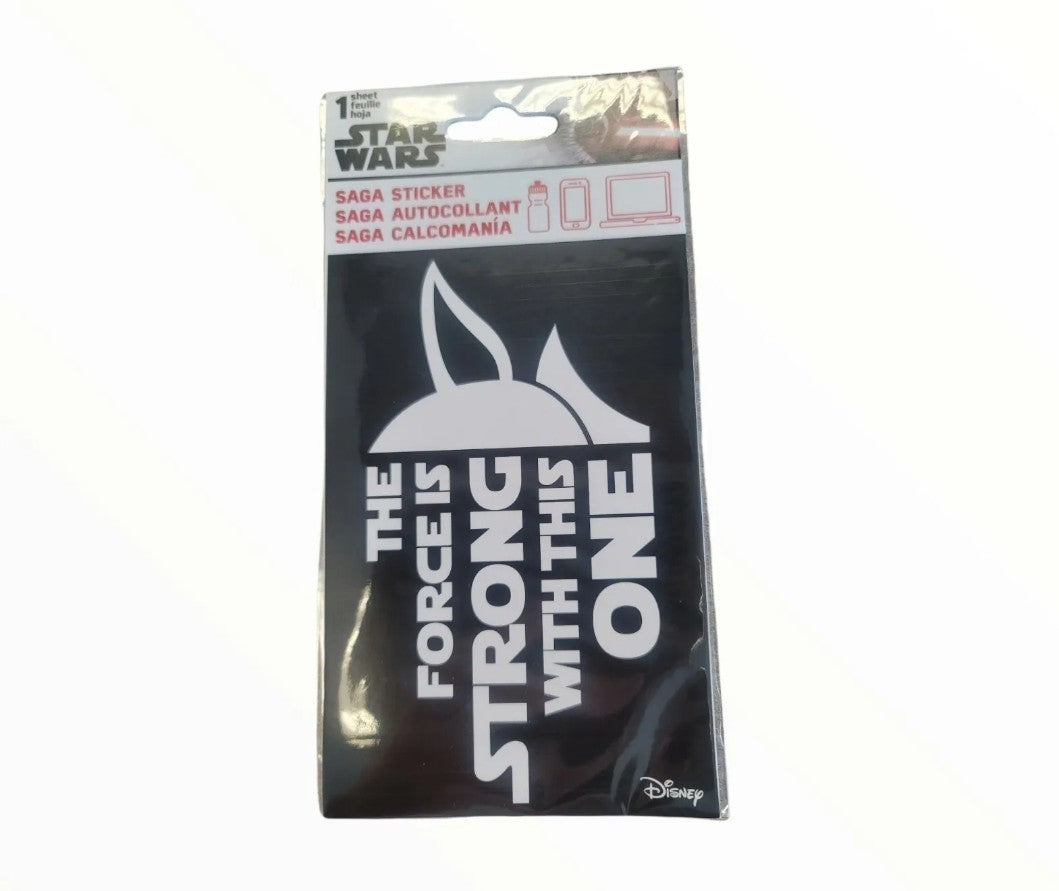 1 sheet
feuille
hoja
STAR
WARS
SAGA STICKER
SAGA AUTOCOLLANT
SAGA CALCOMANÍA
THE
FORCE IS
STRONG
WITH THIS
ONE
Disney